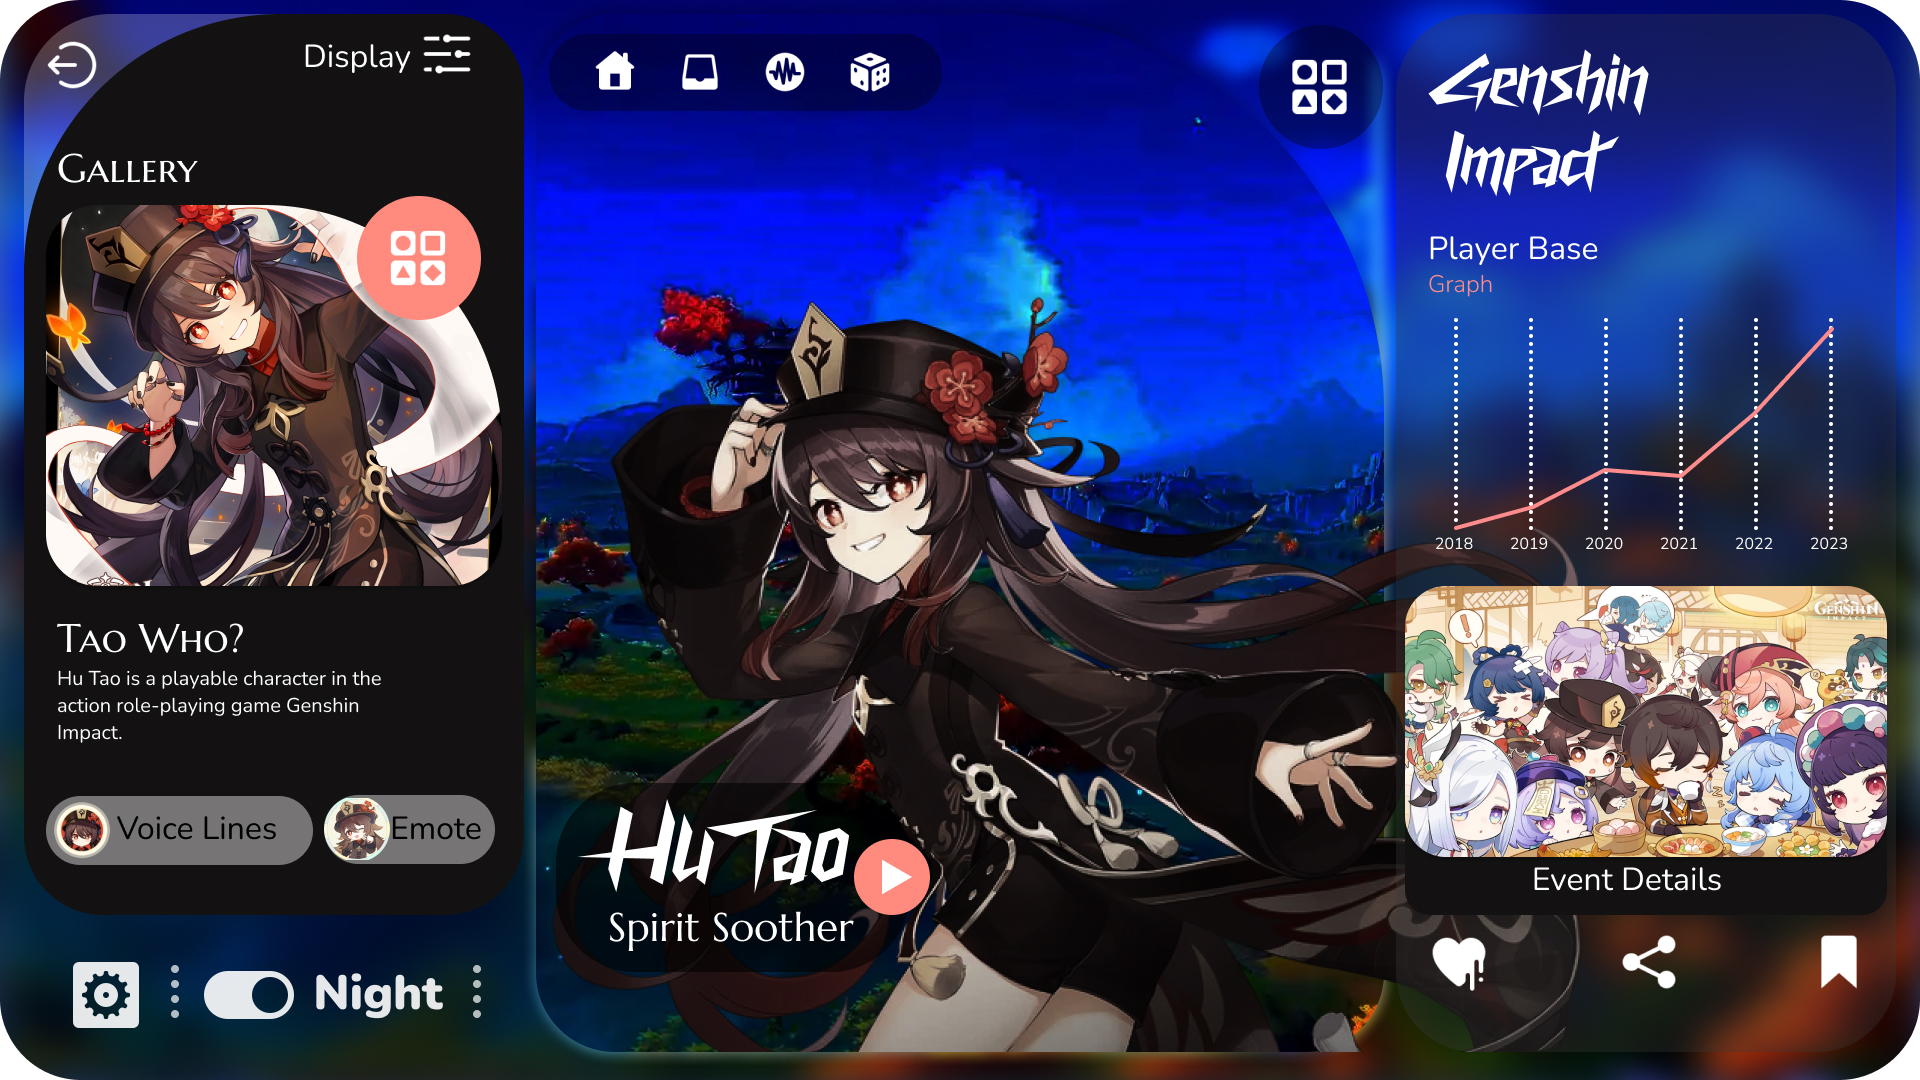 Display
GALLERY
TAO WHO?
Hu Tao is a playable character in the
action role-playing game Genshin
Impact.
Voice Lines
Emote
Night
Hu Tao
Spirit Soother
Genshin
Impact
Player Base
Graph
2018 2019 2020 2021 2022 2023
GENSHIN
IMPACT
Event Details